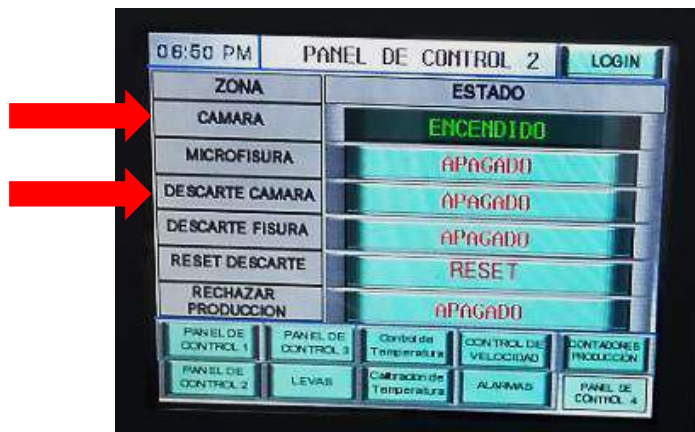 06:50 PM PANEL DE CONTROL 2 LOGIN
ZONA ESTADO
CAMARA ENCENDIDO
MICROFISURA APAGADO
DESCARTE CAMARA APAGADO
DESCARTE FISURA APAGADO
RESET DESCARTE RESET
RECHAZAR
PRODUCCION APAGADO
PANEL DE
CONTROL 1
PANEL DE
CONTROL 3
Control de
Temperatura
CONTROL DE
VELOCIDAD
CONTADORES
PRODUCCION
PANEL DE
CONTROL 2
LEVAS
Calibracion de
Temperatura
ALARMAS
PANEL DE
CONTROL 4